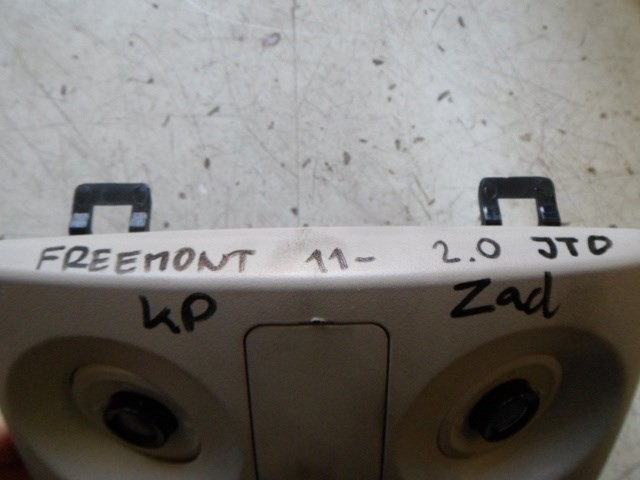 FREEMONT 11- 2.0 JTD
KP Zad